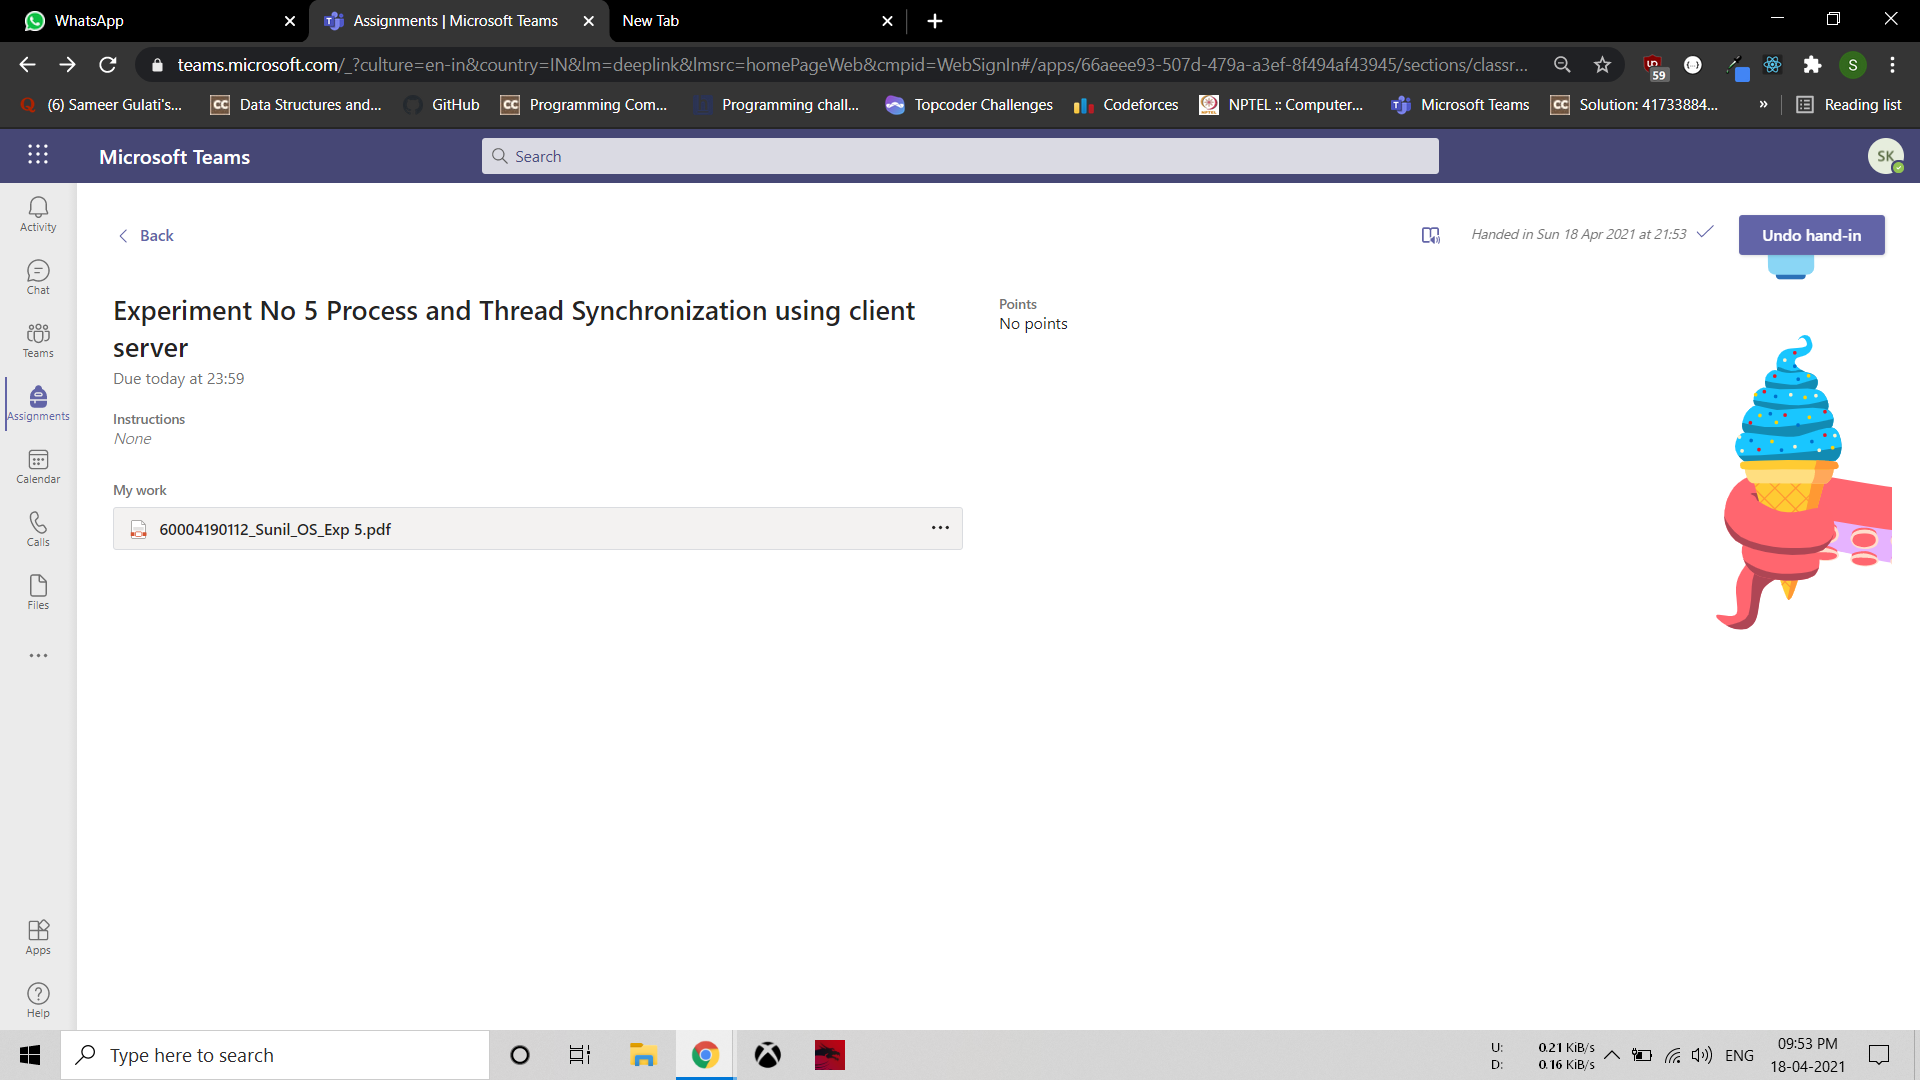 WhatsApp
Assignments | Microsoft Teams
New Tab
teams.microsoft.com/_?culture=en-in&country=IN&lm=deeplink&lmsrc=homePageWeb&cmpid=WebSignIn#/apps/66aeee93-507d-479a-a3ef-8f494af43945/sections/classr...
59
S
(6) Sameer Gulati's...
CC Data Structures and...
GitHub
CC Programming Com...
Programming chall...
Topcoder Challenges
Codeforces
NPTEL :: Computer...
Microsoft Teams
CC Solution: 41733884...
»
Reading list
Microsoft Teams
Search
SK
Activity
Chat
Teams
Assignments
Calendar
Calls
Files
Apps
Help
Back
Handed in Sun 18 Apr 2021 at 21:53
Undo hand-in
Experiment No 5 Process and Thread Synchronization using client
server
Due today at 23:59
Points
No points
Instructions
None
My work
60004190112_Sunil_OS_Exp 5.pdf
Type here to search
U: 0.21 KiB/s
D: 0.16 KiB/s
ENG
09:53 PM
18-04-2021